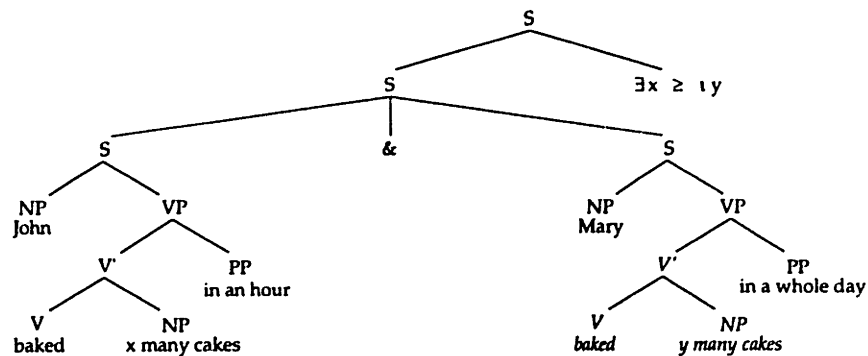 S
S ∃x ≥ ι y
S & S
NP VP NP VP
John Mary
V' PP V' PP
in an hour in a whole day
V NP V NP
baked x many cakes baked y many cakes